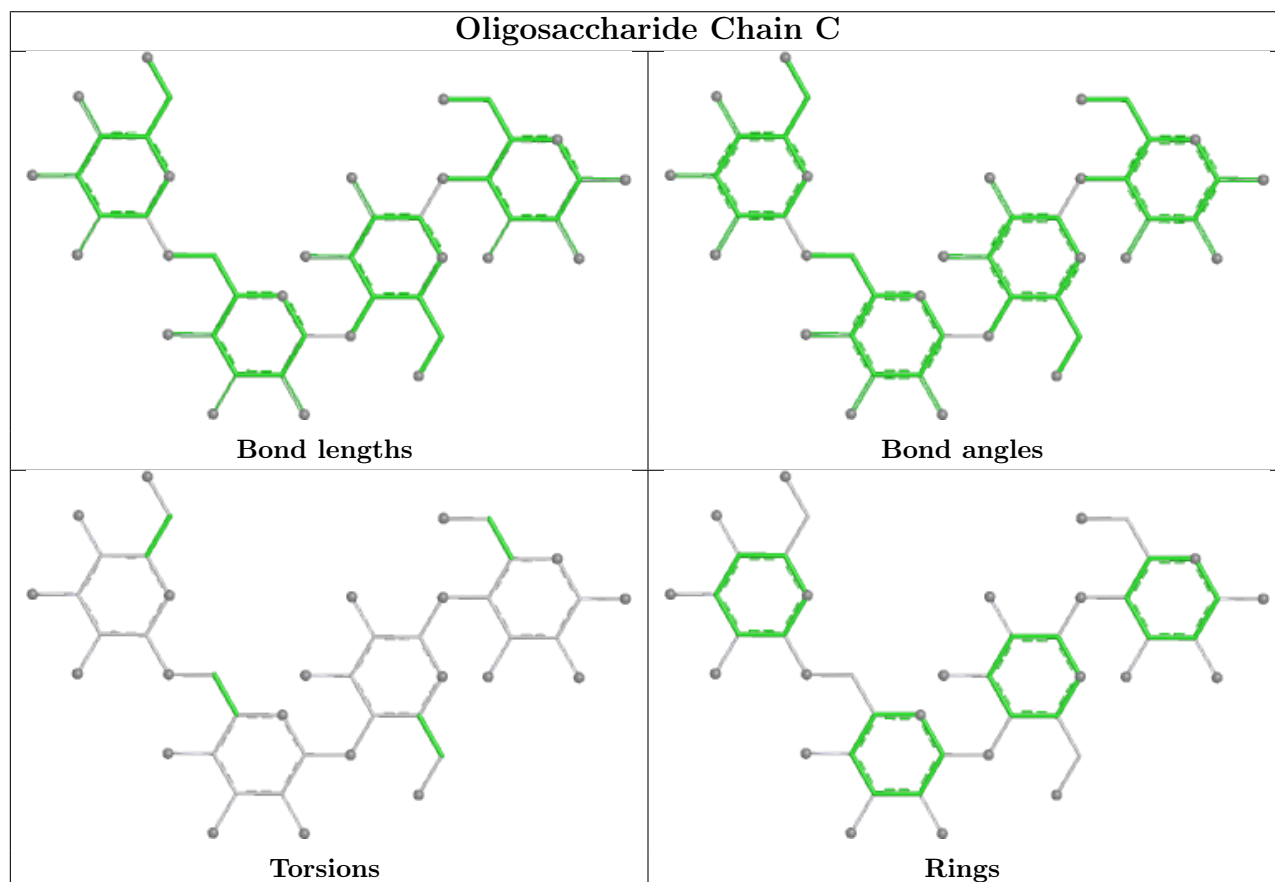 Oligosaccharide Chain C
Bond lengths
Bond angles
Torsions
Rings